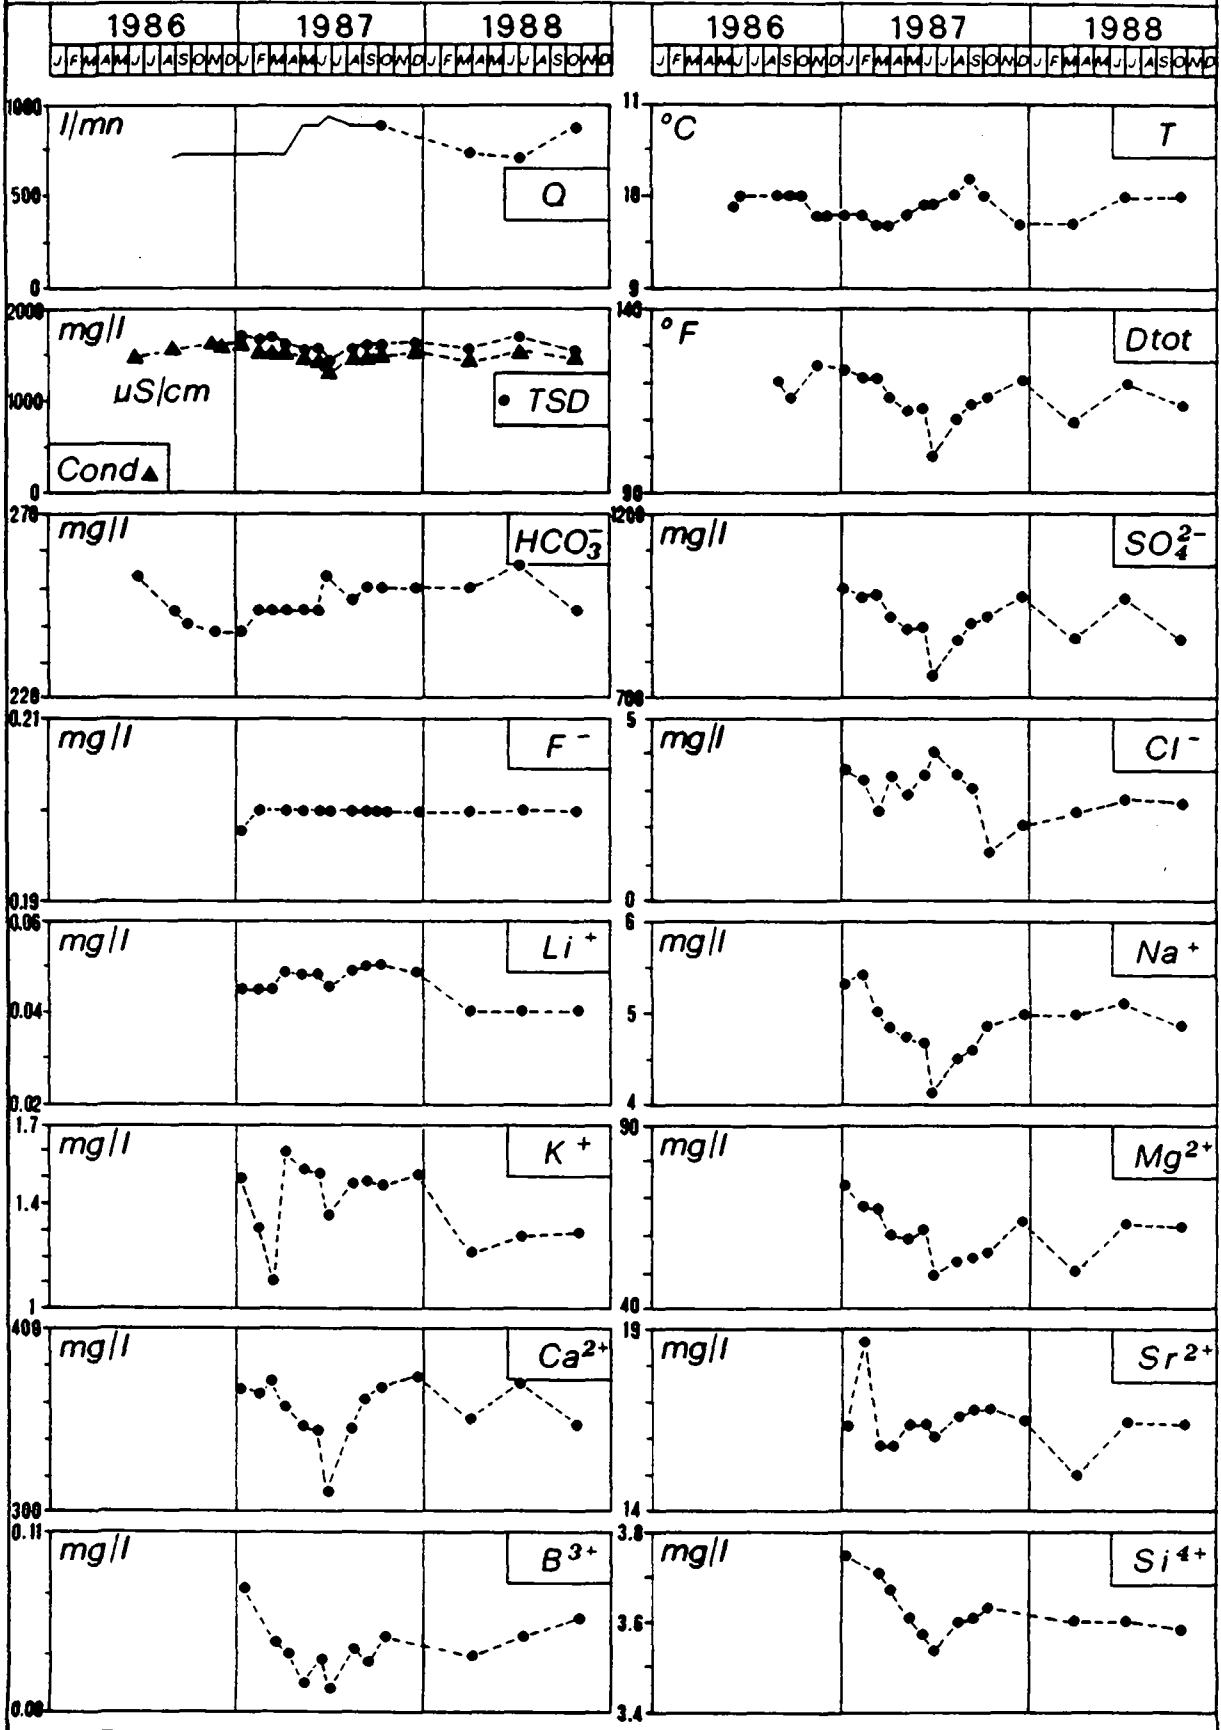 1986 1987 1988 1986 1987 1988
J F M A M J J A S O N D J F M A M J J A S O N D J F M A M J J A S O N D J F M A M J J A S O N D J F M A M J J A S O N D J F M A M J J A S O N D
1000
l/mn
500
Q
0
11
°C
T
10
9
2000
mg/l
µS/cm
1000
TSD
Cond
0
140
°F
Dtot
90
270
mg/l
HCO₃⁻
220
1200
mg/l
SO₄²⁻
700
0.21
mg/l
F⁻
0.19
5
mg/l
Cl⁻
0
0.06
mg/l
Li⁺
0.04
0.02
6
mg/l
Na⁺
5
4
1.7
mg/l
K⁺
1.4
1
90
mg/l
Mg²⁺
40
400
mg/l
Ca²⁺
300
19
mg/l
Sr²⁺
14
0.11
mg/l
B³⁺
0.08
3.8
mg/l
Si⁴⁺
3.6
3.4